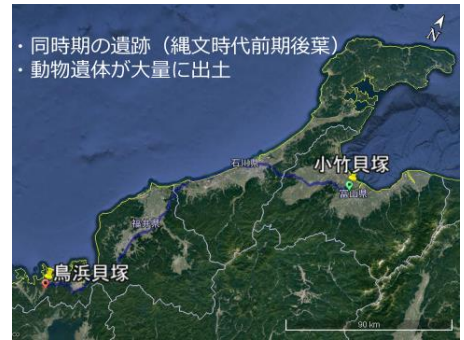 ・同時期の遺跡（縄文時代前期後葉）
・動物遺体が大量に出土
N
石川県
小竹貝塚
富山県
福井県
鳥浜貝塚
90 km